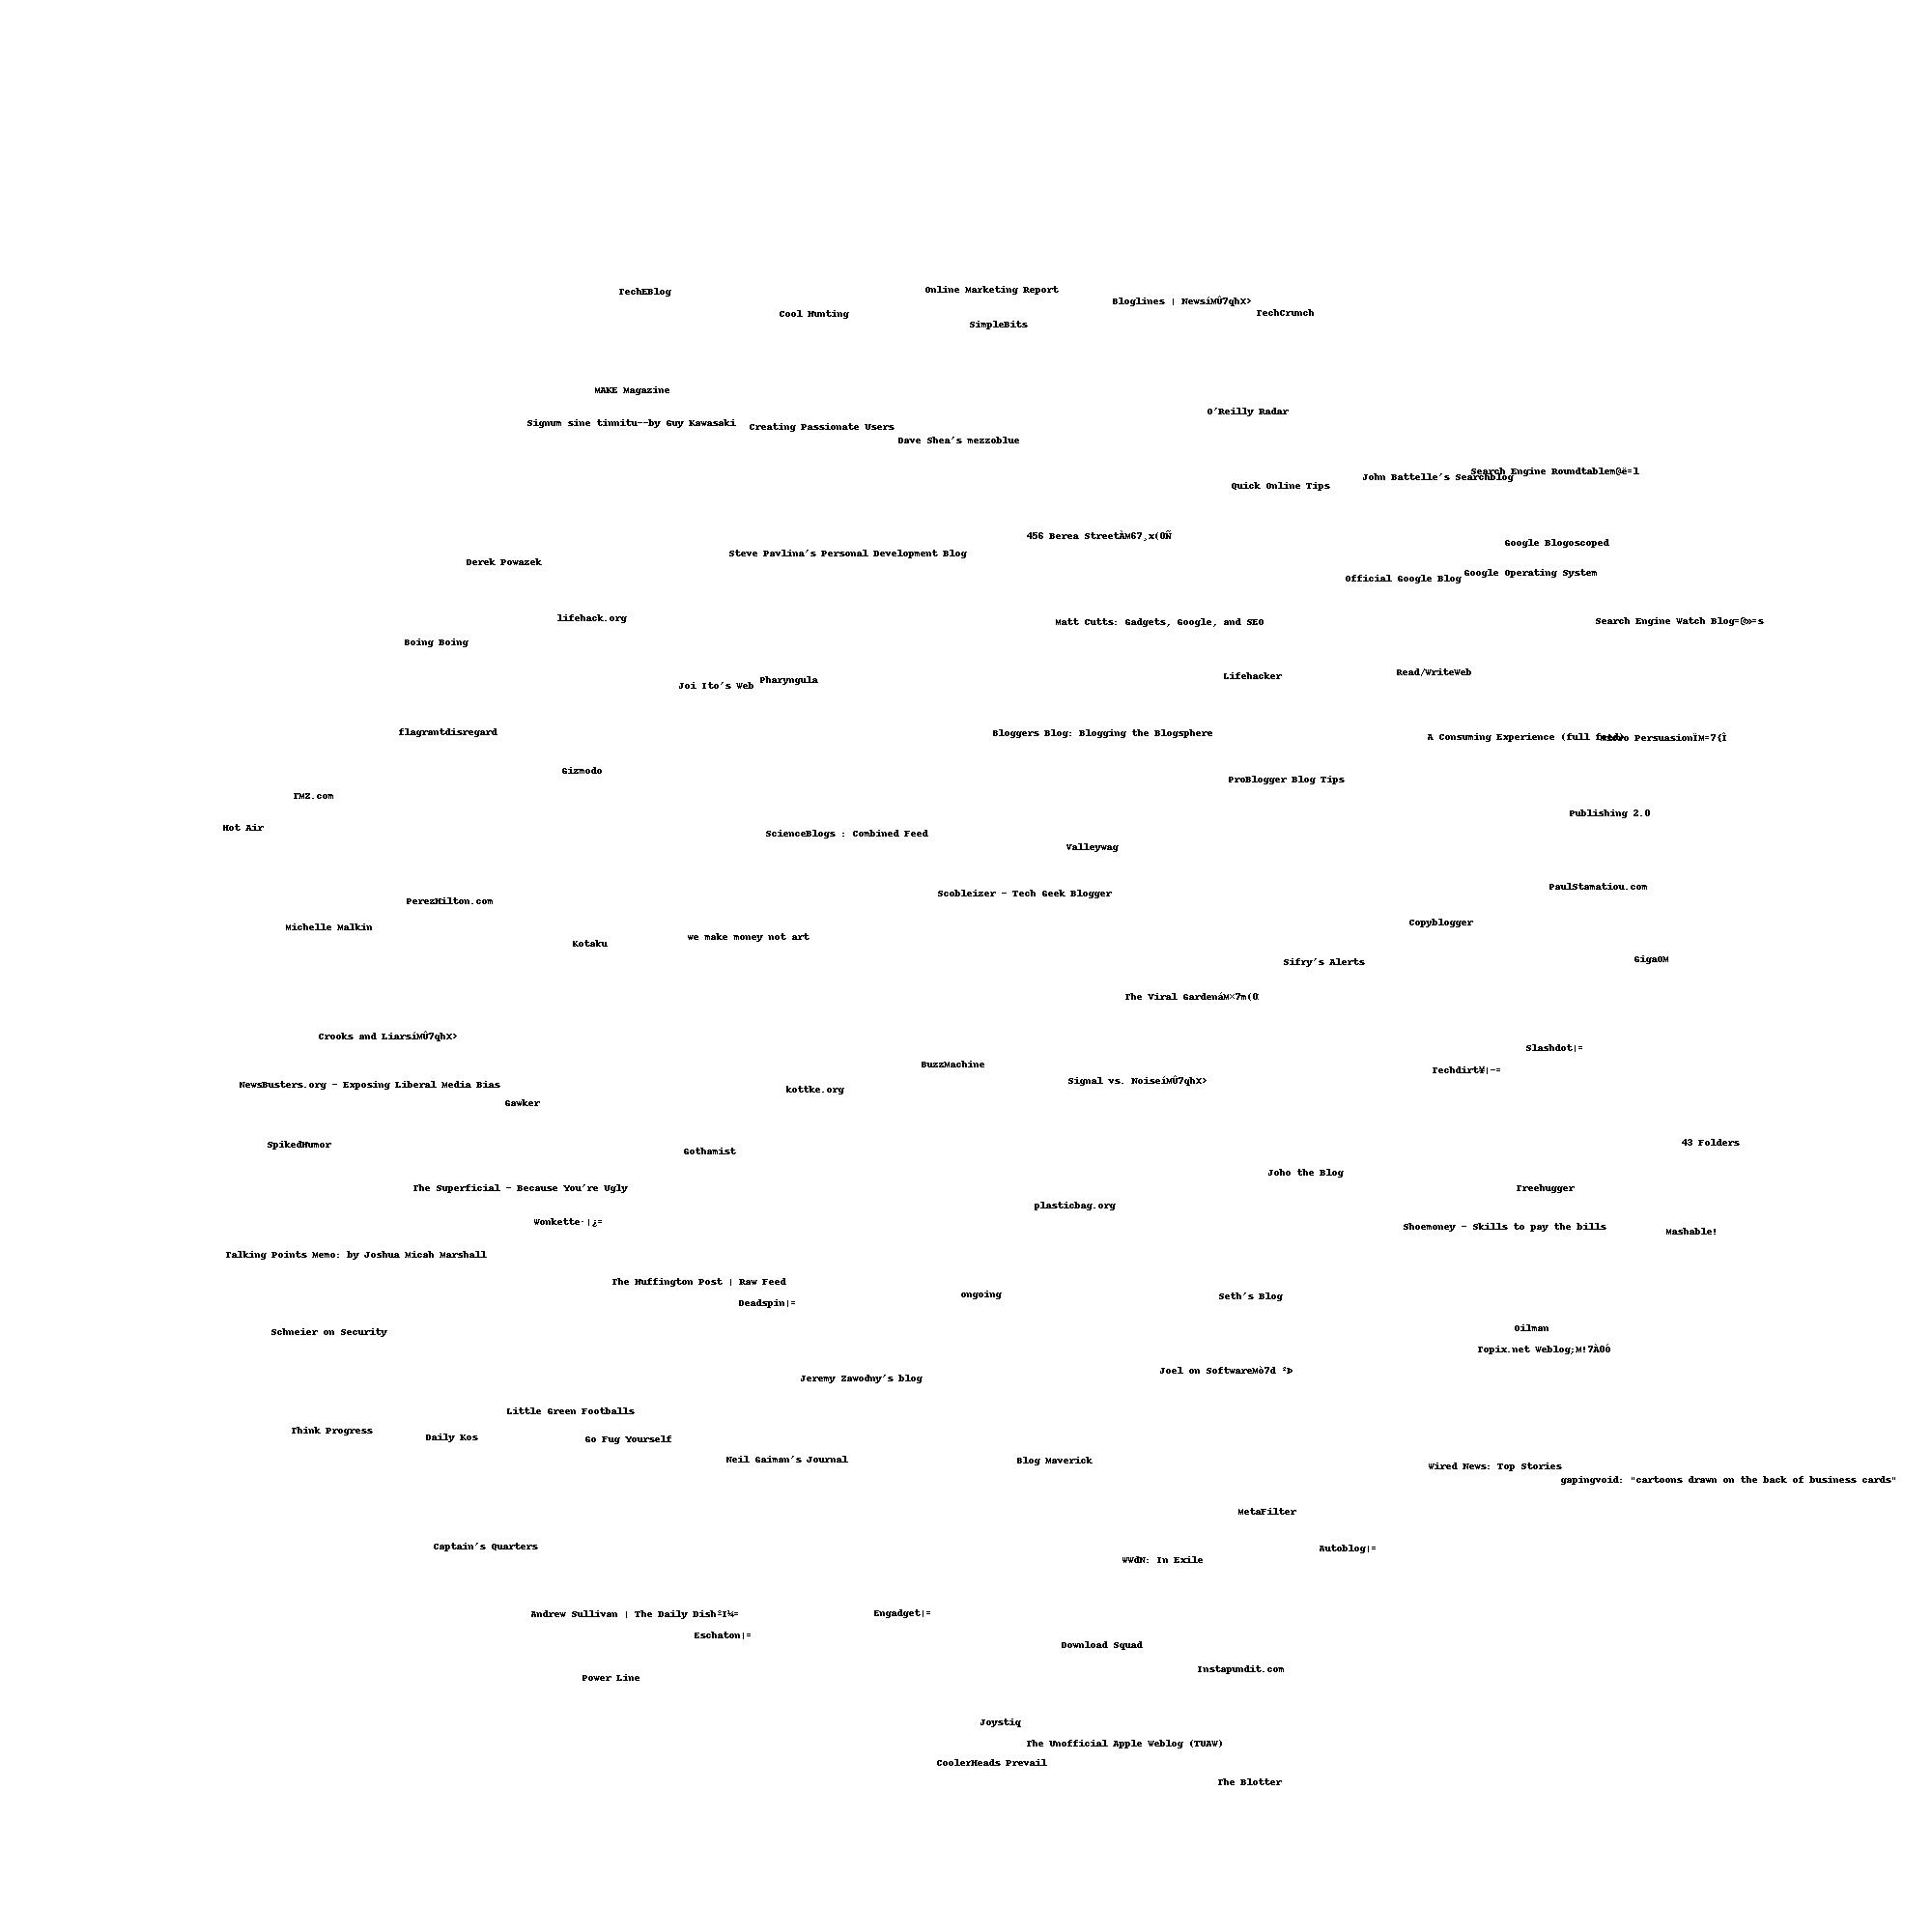 TechEBlog
Online Marketing Report
Bloglines | NewsíMÛ7qhX>
Cool Hunting
TechCrunch
SimpleBits
MAKE Magazine
O'Reilly Radar
Signum sine tinnitu--by Guy Kawasaki
Creating Passionate Users
Dave Shea's mezzoblue
Search Engine Roundtablem@ë=l
John Battelle's Searchblog
Quick Online Tips
456 Berea StreetÀM67¸x(0Ñ
Google Blogoscoped
Steve Pavlina's Personal Development Blog
Derek Powazek
Google Operating System
Official Google Blog
lifehack.org
Matt Cutts: Gadgets, Google, and SEO
Search Engine Watch Blog=@»=s
Boing Boing
Read/WriteWeb
Lifehacker
Pharyngula
Joi Ito's Web
flagrantdisregard
Bloggers Blog: Blogging the Blogsphere
A Consuming Experience (full
PersuasionÏM=7{Î
Gizmodo
ProBlogger Blog Tips
TMZ.com
Publishing 2.0
Hot Air
ScienceBlogs : Combined Feed
Valleywag
PaulStamatiou.com
Scobleizer - Tech Geek Blogger
PerezHilton.com
Copyblogger
Michelle Malkin
we make money not art
Kotaku
GigaOM
Sifry's Alerts
The Viral GardenáM×7m(0
Crooks and LiarsíMÛ7qhX>
Slashdot|=
BuzzMachine
Techdirt¥|-=
Signal vs. NoiseíMÛ7qhX>
NewsBusters.org - Exposing Liberal Media Bias
kottke.org
Gawker
43 Folders
SpikedHumor
Gothamist
Joho the Blog
The Superficial - Because You're Ugly
Treehugger
plasticbag.org
Wonkette·|¿=
Shoemoney - Skills to pay the bills
Mashable!
Talking Points Memo: by Joshua Micah Marshall
The Huffington Post | Raw Feed
ongoing
Seth's Blog
Deadspin|=
Oilman
Schneier on Security
Topix.net Weblog;M!7À0Ó
Joel on SoftwareMò7d ²Þ
Jeremy Zawodny's blog
Little Green Footballs
Think Progress
Daily Kos
Go Fug Yourself
Neil Gaiman's Journal
Blog Maverick
Wired News: Top Stories
gapingvoid: "cartoons drawn on the back of business cards"
MetaFilter
Captain's Quarters
Autoblog|=
WWdN: In Exile
Andrew Sullivan | The Daily DishºI¼=
Engadget|=
Eschaton|=
Download Squad
Instapundit.com
Power Line
Joystiq
The Unofficial Apple Weblog (TUAW)
CoolerHeads Prevail
The Blotter